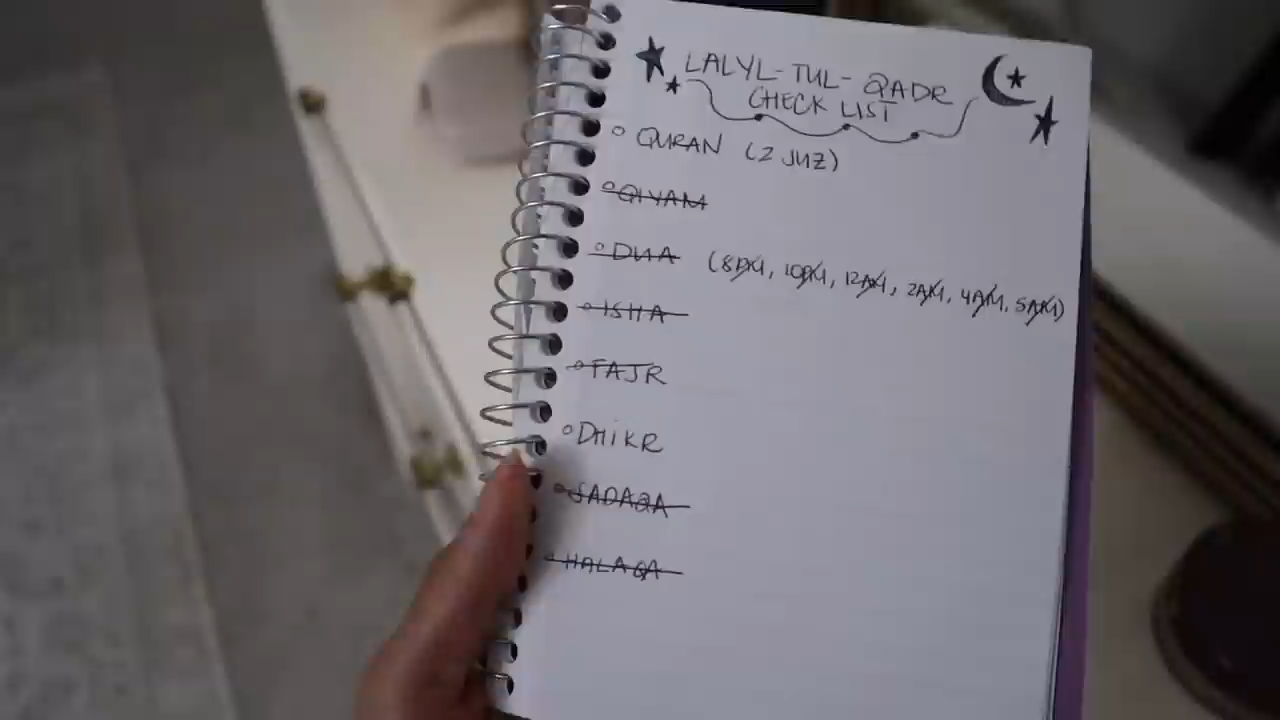 LALYL-TUL-QADR
CHECK LIST
QURAN (2 JUZ)
QIYAM
DUA (8PM, 10PM, 12AM, 2AM, 4AM, 5AM)
ISHA
FAJR
DHIKR
SADAQA
HALAQA